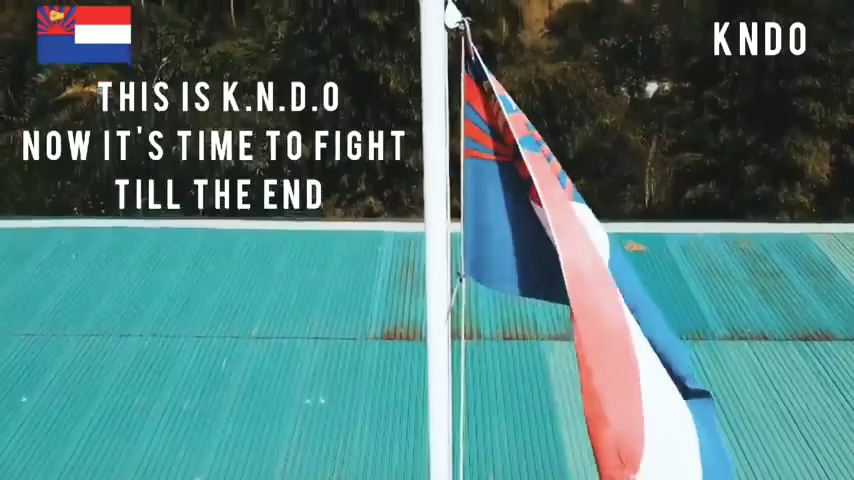 KNDO
THIS IS K.N.D.O
NOW IT'S TIME TO FIGHT
TILL THE END